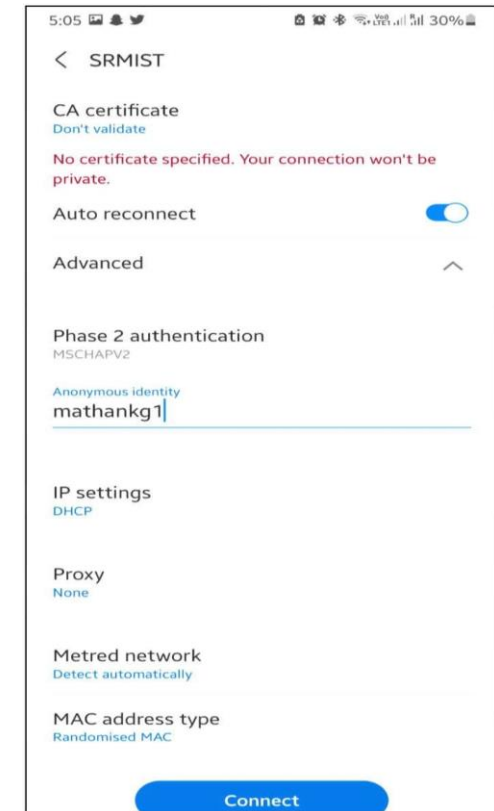 5:05 30%
SRMIST
CA certificate
Don't validate
No certificate specified. Your connection won't be
private.
Auto reconnect
Advanced
Phase 2 authentication
MSCHAPV2
Anonymous identity
mathankg1
IP settings
DHCP
Proxy
None
Metred network
Detect automatically
MAC address type
Randomised MAC
Connect